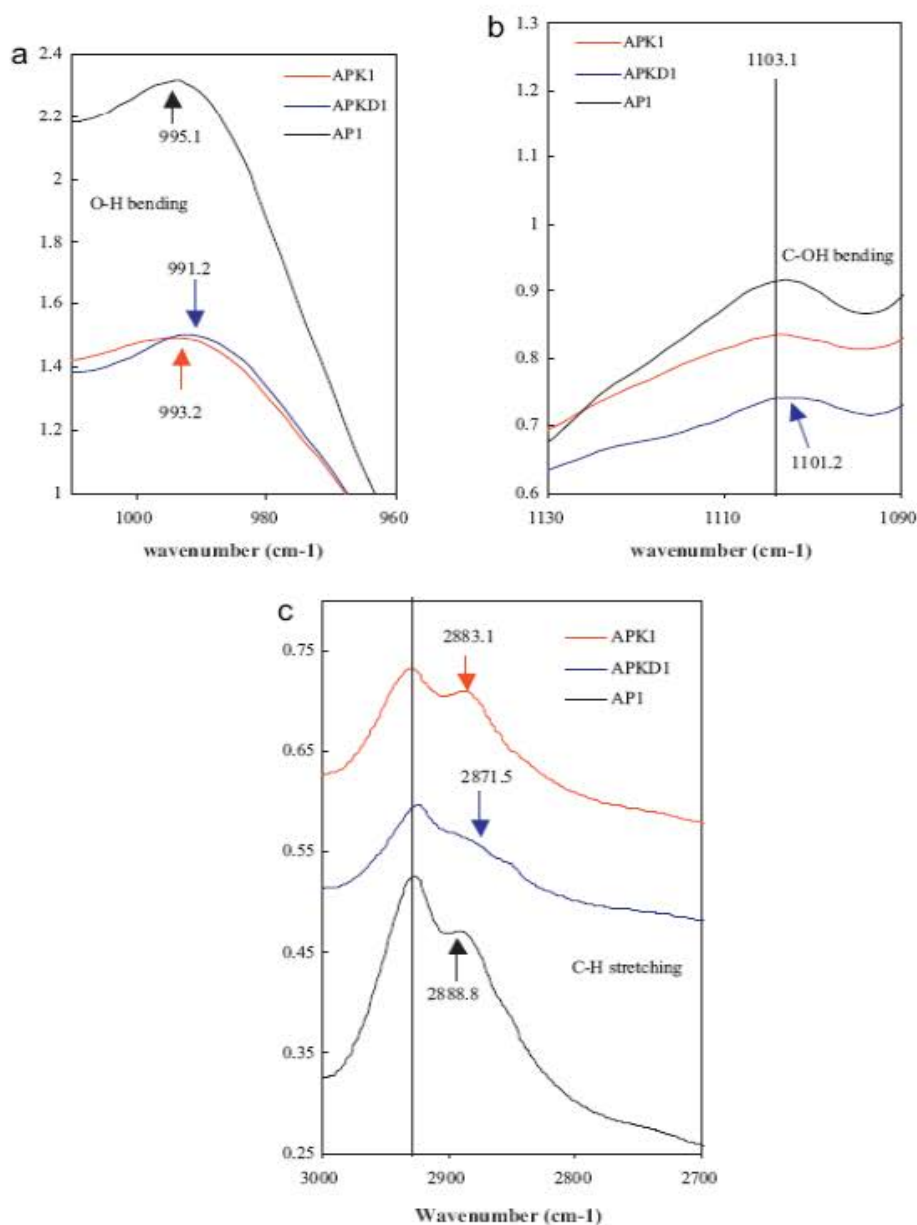 a
2.4
2.2
2
1.8
1.6
1.4
1.2
1
1000
980
960
wavenumber (cm-1)
APK1
APKD1
AP1
995.1
O-H bending
991.2
993.2
b
1.3
1.2
1.1
1
0.9
0.8
0.7
0.6
1130
1110
1090
wavenumber (cm-1)
APK1
APKD1
AP1
1103.1
C-OH bending
1101.2
c
0.75
0.65
0.55
0.45
0.35
0.25
3000
2900
2800
2700
Wavenumber (cm-1)
APK1
APKD1
AP1
2883.1
2871.5
2888.8
C-H stretching